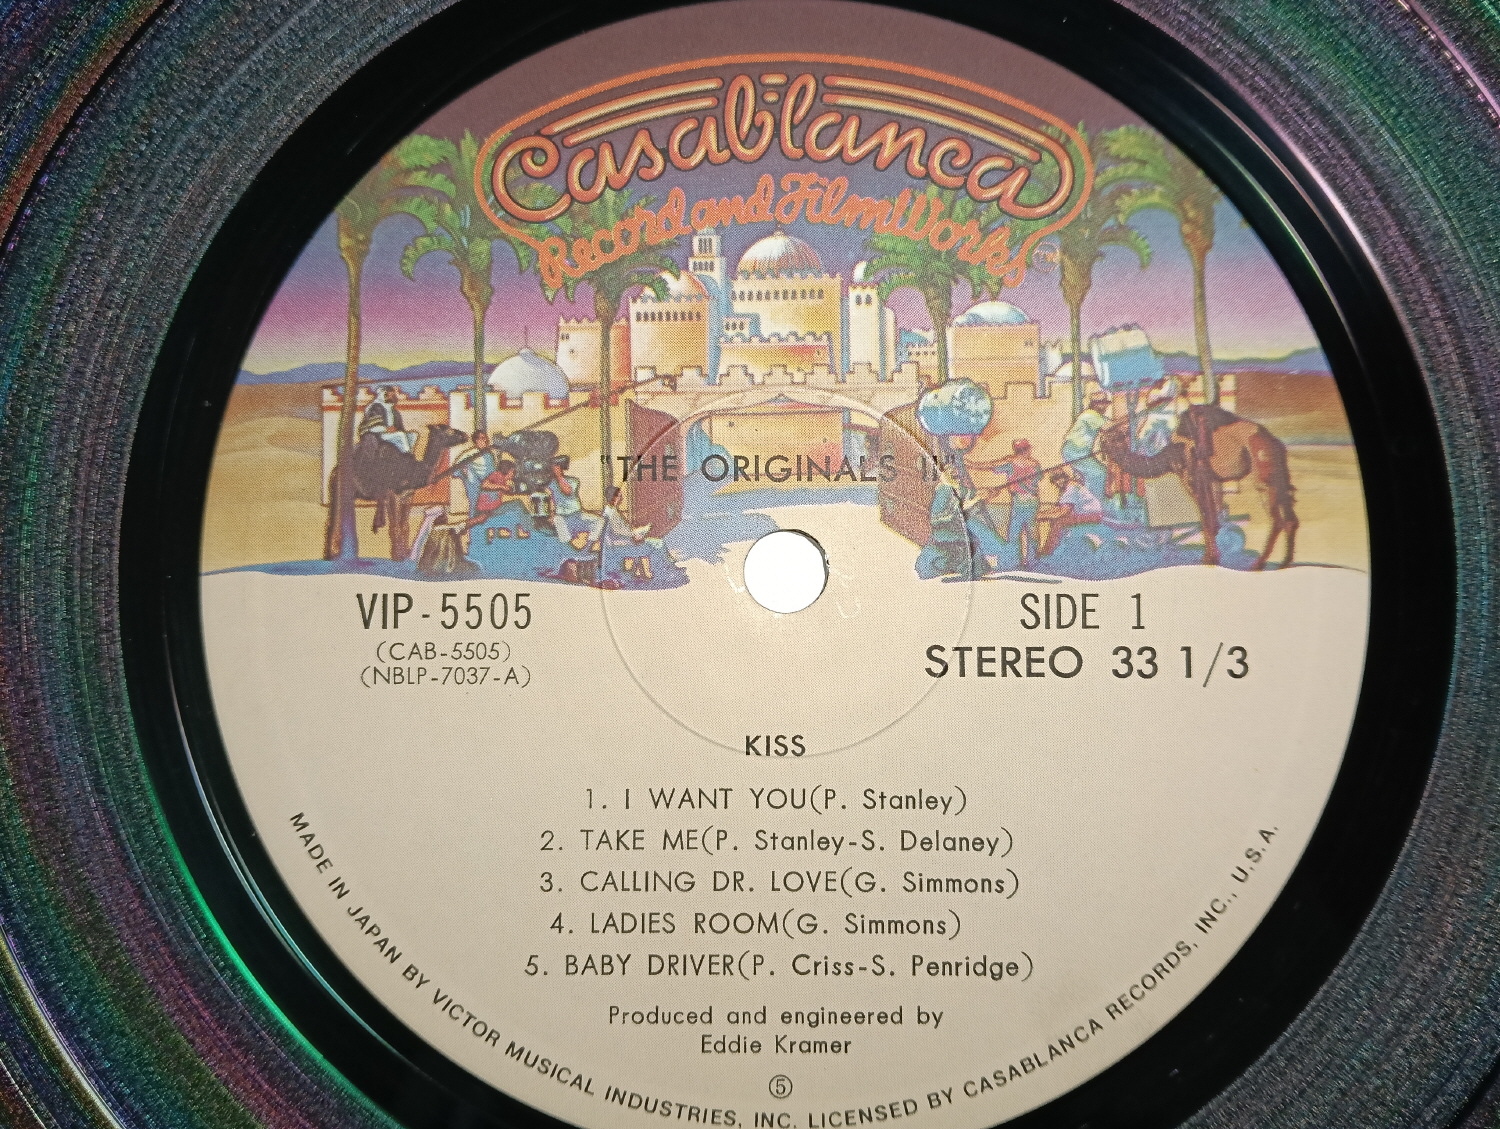 Casablanca
Record and FilmWorks
"THE ORIGINALS II"
VIP-5505
(CAB-5505)
(NBLP-7037-A)
SIDE 1
STEREO 33 1/3
KISS
1. I WANT YOU(P. Stanley)
2. TAKE ME(P. Stanley-S. Delaney)
3. CALLING DR. LOVE(G. Simmons)
4. LADIES ROOM(G. Simmons)
5. BABY DRIVER(P. Criss-S. Penridge)
Produced and engineered by
Eddie Kramer
⑤
MADE IN JAPAN BY VICTOR MUSICAL INDUSTRIES, INC. LICENSED BY CASABLANCA RECORDS, INC., U.S.A.